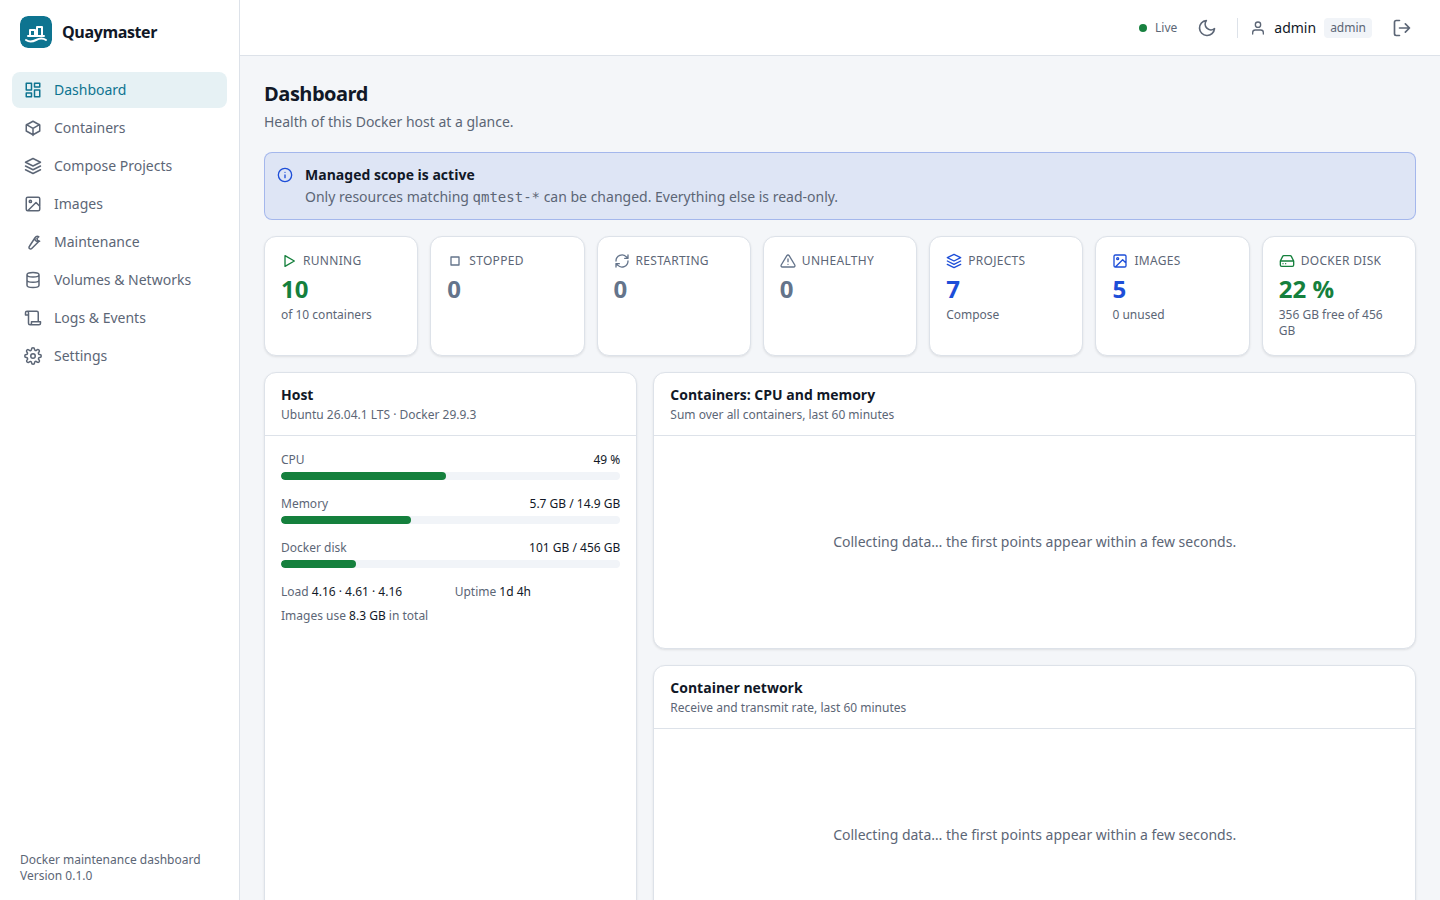 Quaymaster
Dashboard
Containers
Compose Projects
Images
Maintenance
Volumes & Networks
Logs & Events
Settings
Docker maintenance dashboard
Version 0.1.0
Live
admin
admin
Dashboard
Health of this Docker host at a glance.
Managed scope is active
Only resources matching qmtest-* can be changed. Everything else is read-only.
RUNNING
10
of 10 containers
STOPPED
0
RESTARTING
0
UNHEALTHY
0
PROJECTS
7
Compose
IMAGES
5
0 unused
DOCKER DISK
22 %
356 GB free of 456
GB
Host
Ubuntu 26.04.1 LTS · Docker 29.9.3
CPU 49 %
Memory 5.7 GB / 14.9 GB
Docker disk 101 GB / 456 GB
Load 4.16 · 4.61 · 4.16 Uptime 1d 4h
Images use 8.3 GB in total
Containers: CPU and memory
Sum over all containers, last 60 minutes
Collecting data... the first points appear within a few seconds.
Container network
Receive and transmit rate, last 60 minutes
Collecting data... the first points appear within a few seconds.